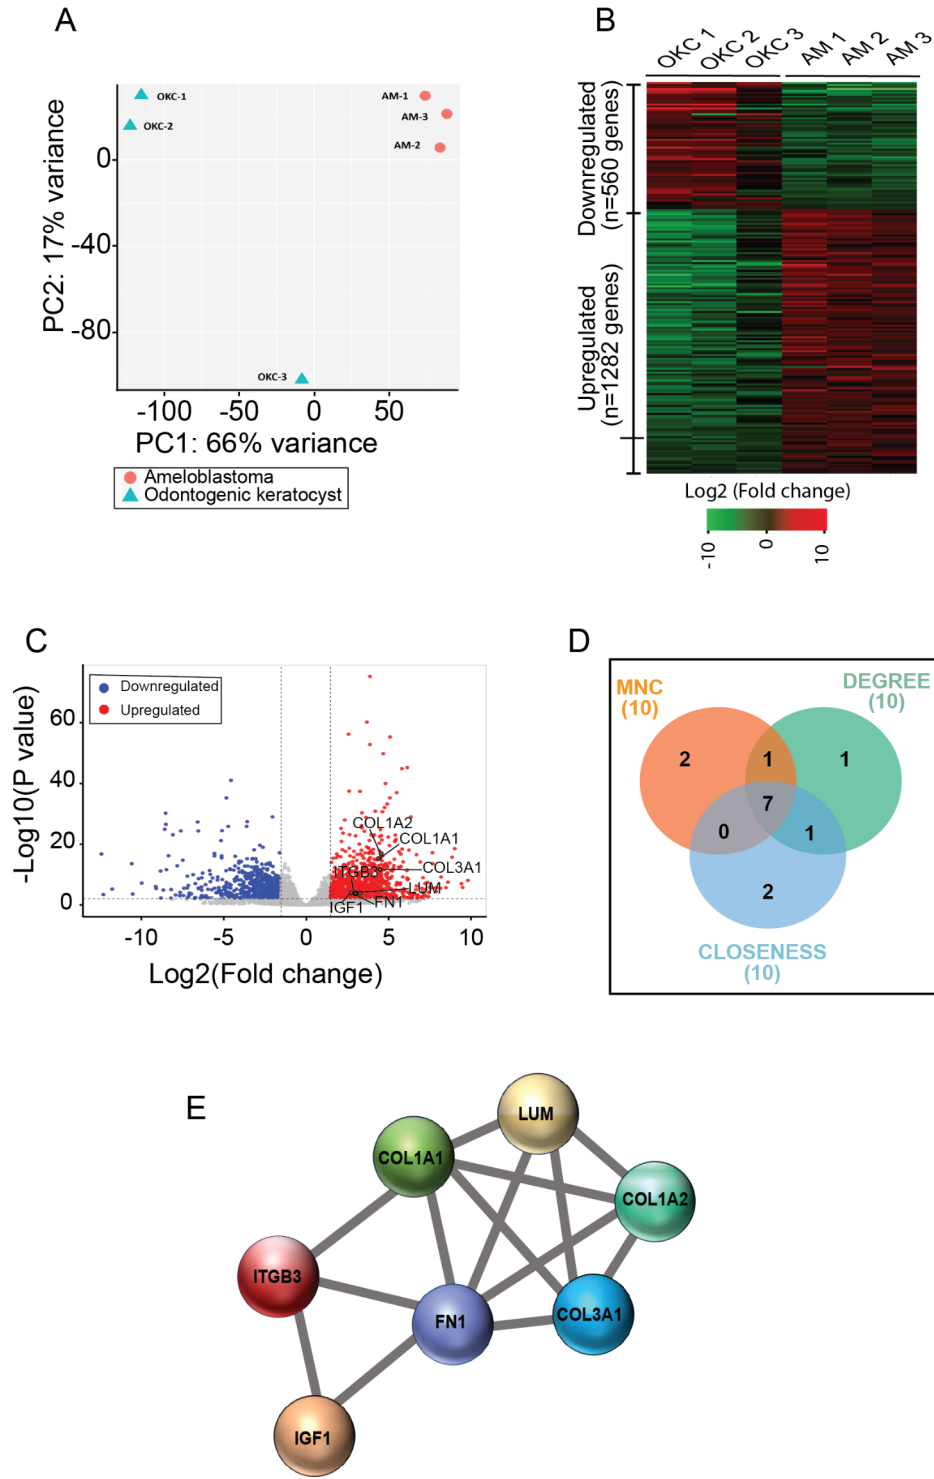 A
OKC-1
OKC-2
AM-1
AM-3
AM-2
OKC-3
0
-40
-80
PC2: 17% variance
-100
-50
0
50
PC1: 66% variance
Ameloblastoma
Odontogenic keratocyst
B
OKC 1
OKC 2
OKC 3
AM 1
AM 2
AM 3
Downregulated
(n=560 genes)
Upregulated
(n=1282 genes)
Log2 (Fold change)
-10
0
10
C
Downregulated
Upregulated
60
40
20
0
-Log10(P value)
COL1A2
COL1A1
COL3A1
ITGB3
LUM
IGF1
FN1
-10
-5
0
5
10
Log2(Fold change)
D
MNC
(10)
DEGREE
(10)
2
1
1
7
0
1
2
CLOSENESS
(10)
E
LUM
COL1A1
COL1A2
ITGB3
FN1
COL3A1
IGF1